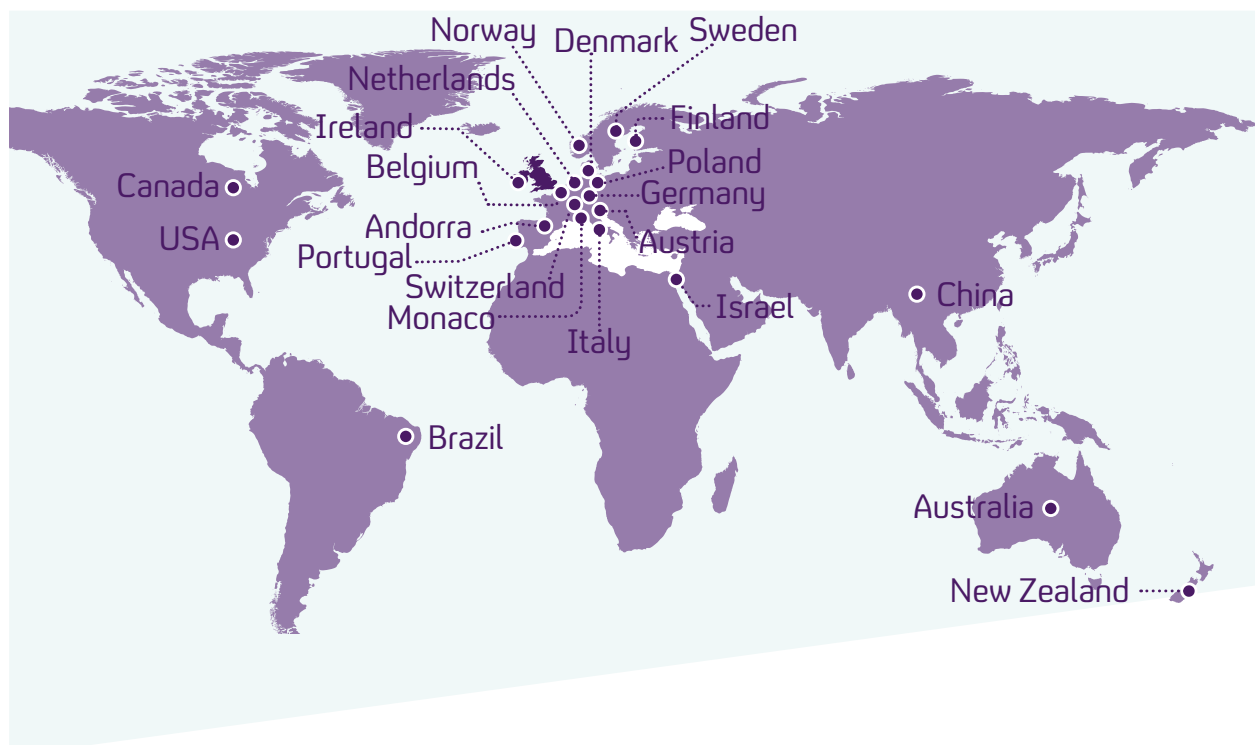 Norway
Denmark
Sweden
Netherlands
Ireland
Finland
Belgium
Poland
Canada
Germany
Andorra
USA
Austria
Portugal
Switzerland
Israel
China
Monaco
Italy
Brazil
Australia
New Zealand